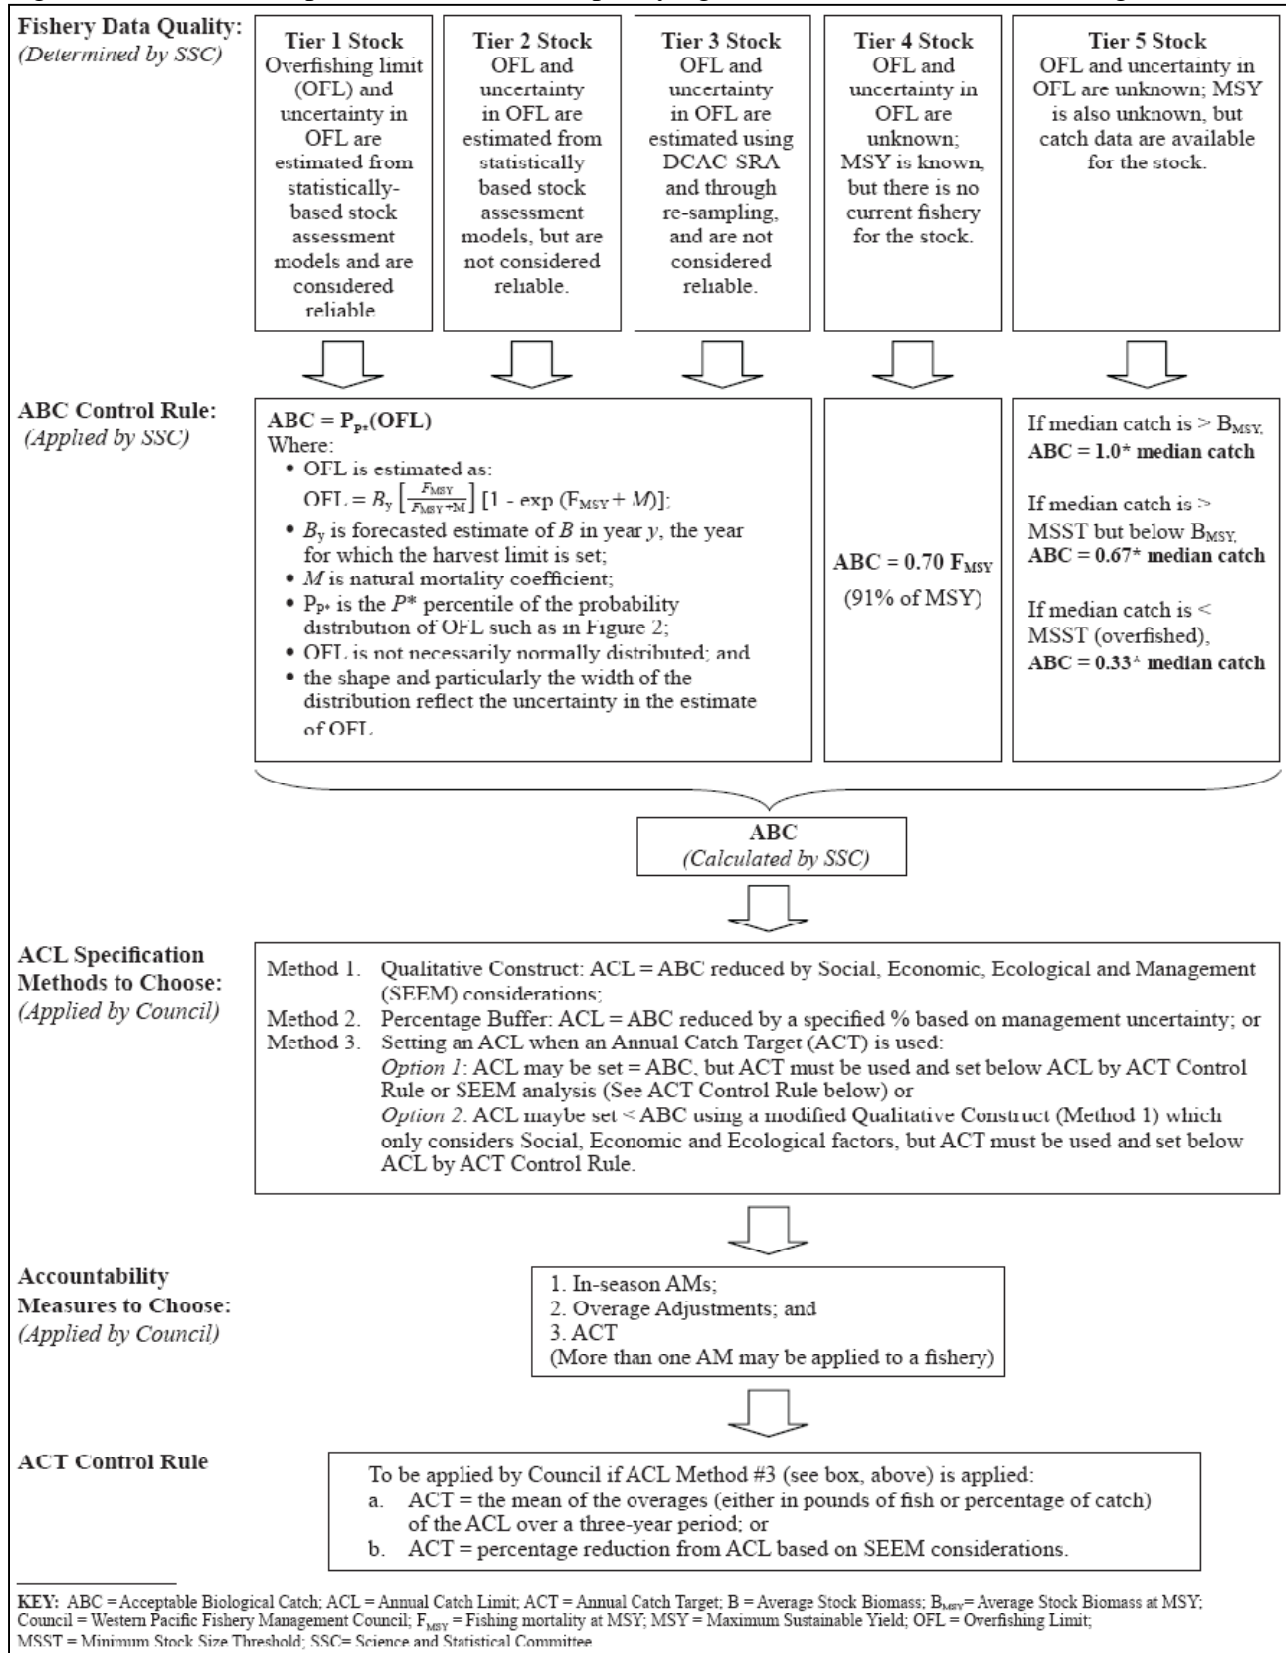 Fishery Data Quality:
(Determined by SSC)
Tier 1 Stock
Overfishing limit
(OFL) and
uncertainty in
OFL are
estimated from
statistically-
based stock
assessment
models and are
considered
reliable
Tier 2 Stock
OFL and
uncertainty
in OFL are
estimated from
statistically
based stock
assessment
models, but are
not considered
reliable.
Tier 3 Stock
OFL and
uncertainty
in OFL are
estimated using
DCAC SRA
and through
re-sampling,
and are not
considered
reliable.
Tier 4 Stock
OFL and
uncertainty in
OFL are
unknown;
MSY is known,
but there is no
current fishery
for the stock.
Tier 5 Stock
OFL and uncertainty in
OFL are unknown; MSY
is also unknown, but
catch data are available
for the stock.
ABC Control Rule:
(Applied by SSC)
ABC = P_P*(OFL)
Where:
• OFL is estimated as:
OFL = B_y [F_MSY / F_MSY+M] [1 - exp (F_MSY + M)];
• B_y is forecasted estimate of B in year y, the year
for which the harvest limit is set;
• M is natural mortality coefficient;
• P_P* is the P* percentile of the probability
distribution of OFL such as in Figure 2;
• OFL is not necessarily normally distributed; and
• the shape and particularly the width of the
distribution reflect the uncertainty in the estimate
of OFL
ABC = 0.70 F_MSY
(91% of MSY)
If median catch is > B_MSY,
ABC = 1.0* median catch
If median catch is >
MSST but below B_MSY,
ABC = 0.67* median catch
If median catch is <
MSST (overfished),
ABC = 0.33* median catch
ABC
(Calculated by SSC)
ACL Specification
Methods to Choose:
(Applied by Council)
Method 1. Qualitative Construct: ACL = ABC reduced by Social, Economic, Ecological and Management
(SEEM) considerations;
Method 2. Percentage Buffer: ACL = ABC reduced by a specified % based on management uncertainty; or
Method 3. Setting an ACL when an Annual Catch Target (ACT) is used:
Option 1: ACL may be set = ABC, but ACT must be used and set below ACL by ACT Control
Rule or SEEM analysis (See ACT Control Rule below) or
Option 2. ACL maybe set < ABC using a modified Qualitative Construct (Method 1) which
only considers Social, Economic and Ecological factors, but ACT must be used and set below
ACL by ACT Control Rule.
Accountability
Measures to Choose:
(Applied by Council)
1. In-season AMs;
2. Overage Adjustments; and
3. ACT
(More than one AM may be applied to a fishery)
ACT Control Rule
To be applied by Council if ACL Method #3 (see box, above) is applied:
a. ACT = the mean of the overages (either in pounds of fish or percentage of catch)
of the ACL over a three-year period; or
b. ACT = percentage reduction from ACL based on SEEM considerations.
KEY: ABC = Acceptable Biological Catch; ACL = Annual Catch Limit; ACT = Annual Catch Target; B = Average Stock Biomass; B_MSY = Average Stock Biomass at MSY;
Council = Western Pacific Fishery Management Council; F_MSY = Fishing mortality at MSY; MSY = Maximum Sustainable Yield; OFL = Overfishing Limit;
MSST = Minimum Stock Size Threshold; SSC= Science and Statistical Committee